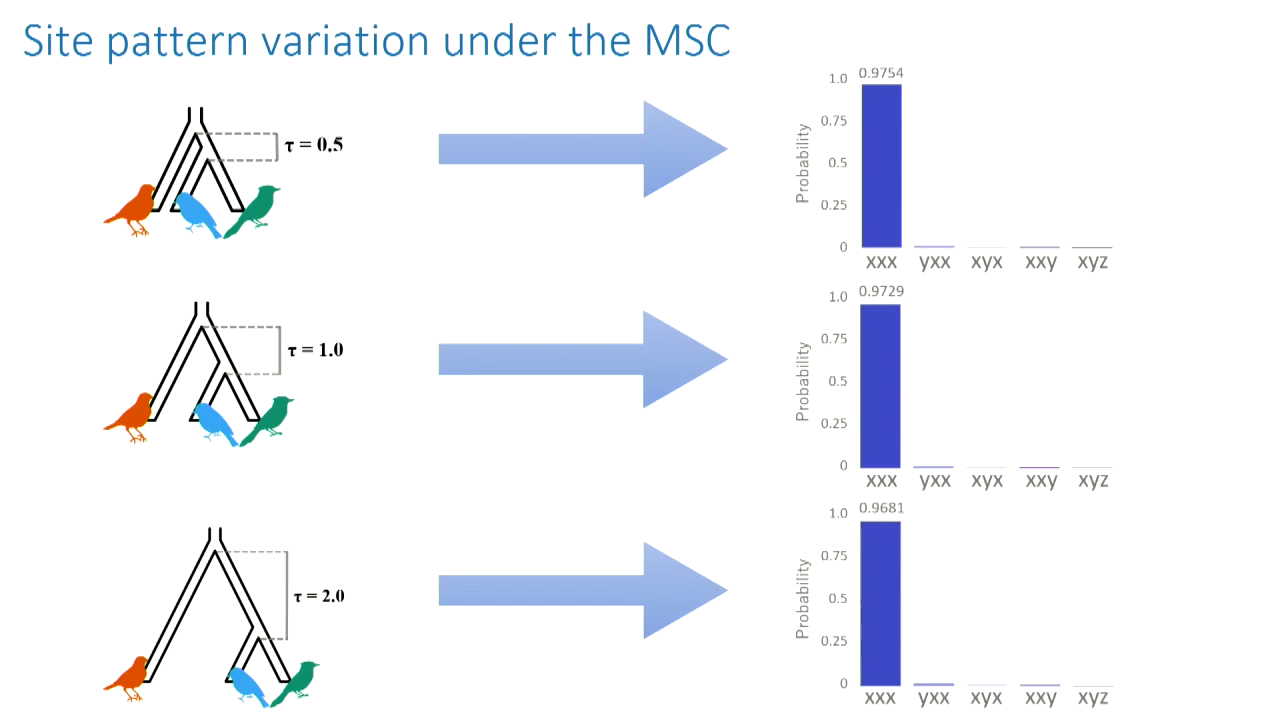 Site pattern variation under the MSC
τ = 0.5
Probability
1.0
0.75
0.5
0.25
0
0.9754
xxx yxx xyx xxy xyz
τ = 1.0
Probability
1.0
0.75
0.5
0.25
0
0.9729
xxx yxx xyx xxy xyz
τ = 2.0
Probability
1.0
0.75
0.5
0.25
0
0.9681
xxx yxx xyx xxy xyz